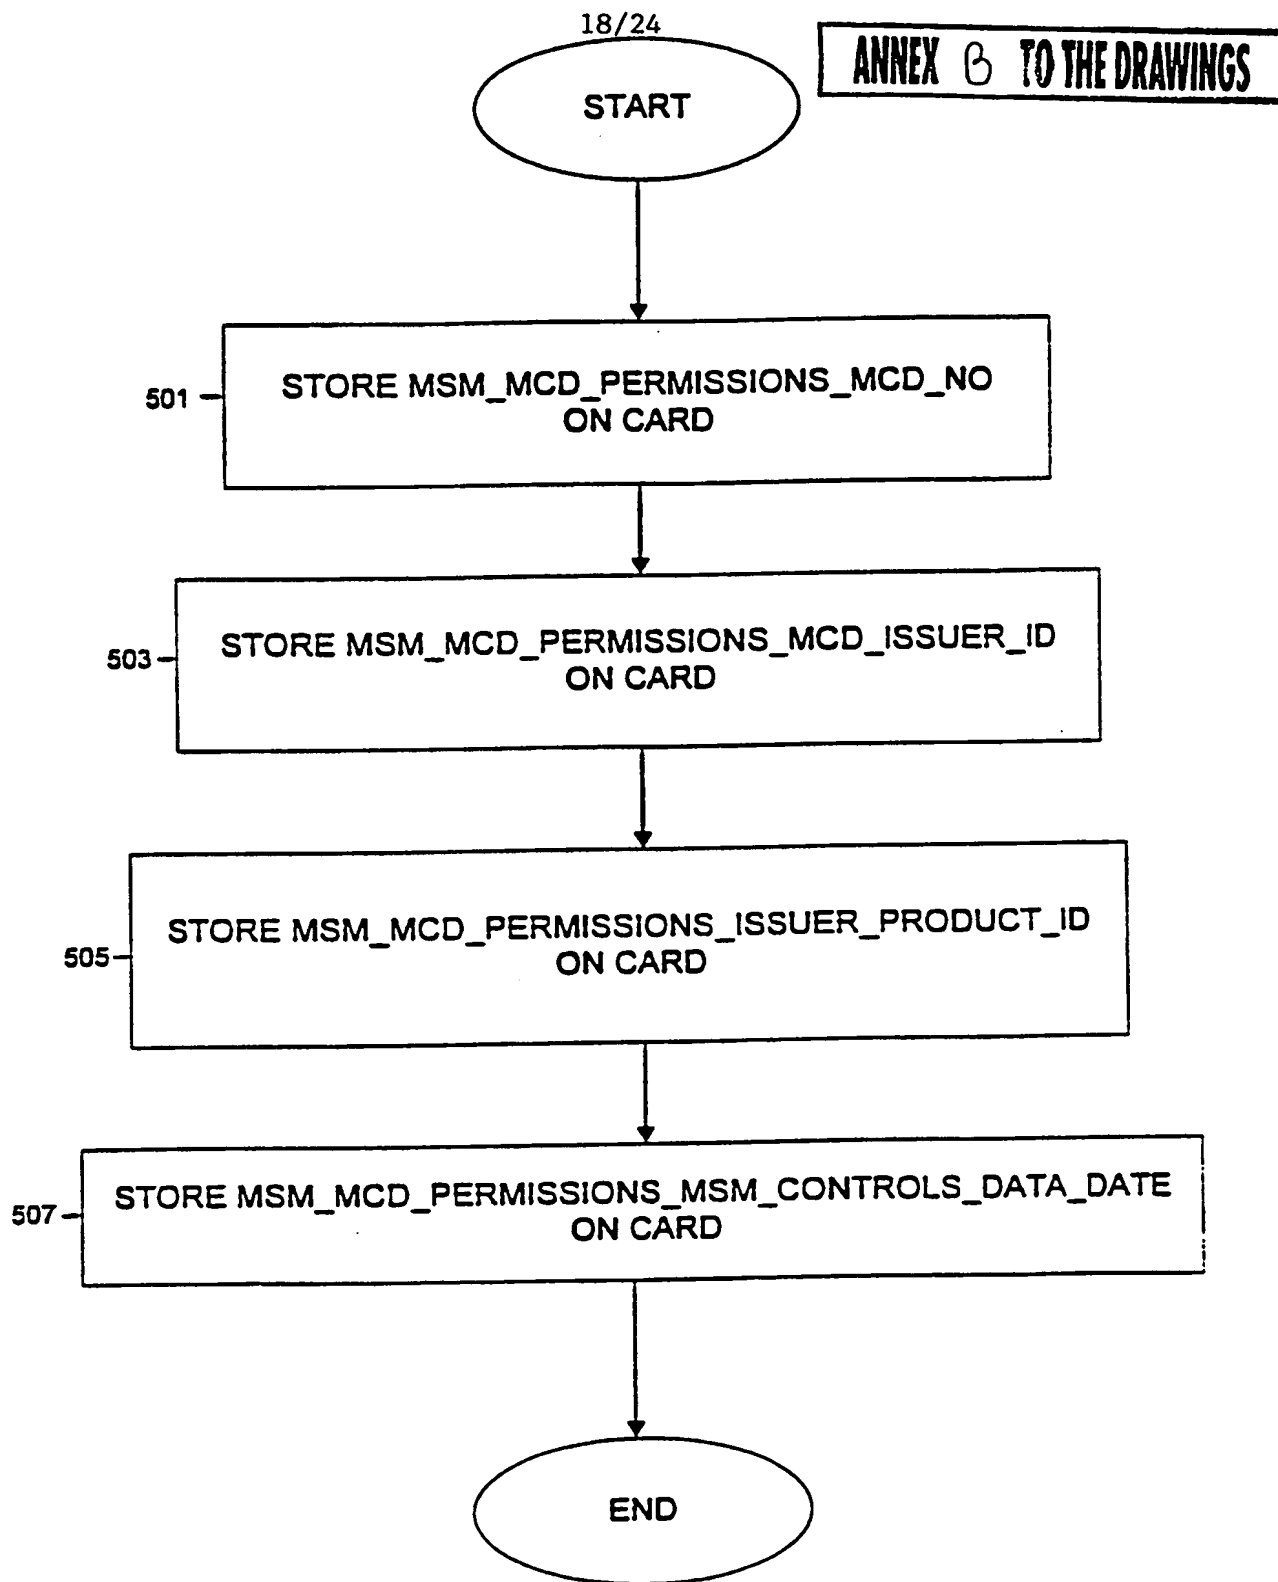 18/24
ANNEX B TO THE DRAWINGS
START
501
STORE MSM_MCD_PERMISSIONS_MCD_NO
ON CARD
503
STORE MSM_MCD_PERMISSIONS_MCD_ISSUER_ID
ON CARD
505
STORE MSM_MCD_PERMISSIONS_ISSUER_PRODUCT_ID
ON CARD
507
STORE MSM_MCD_PERMISSIONS_MSM_CONTROLS_DATA_DATE
ON CARD
END